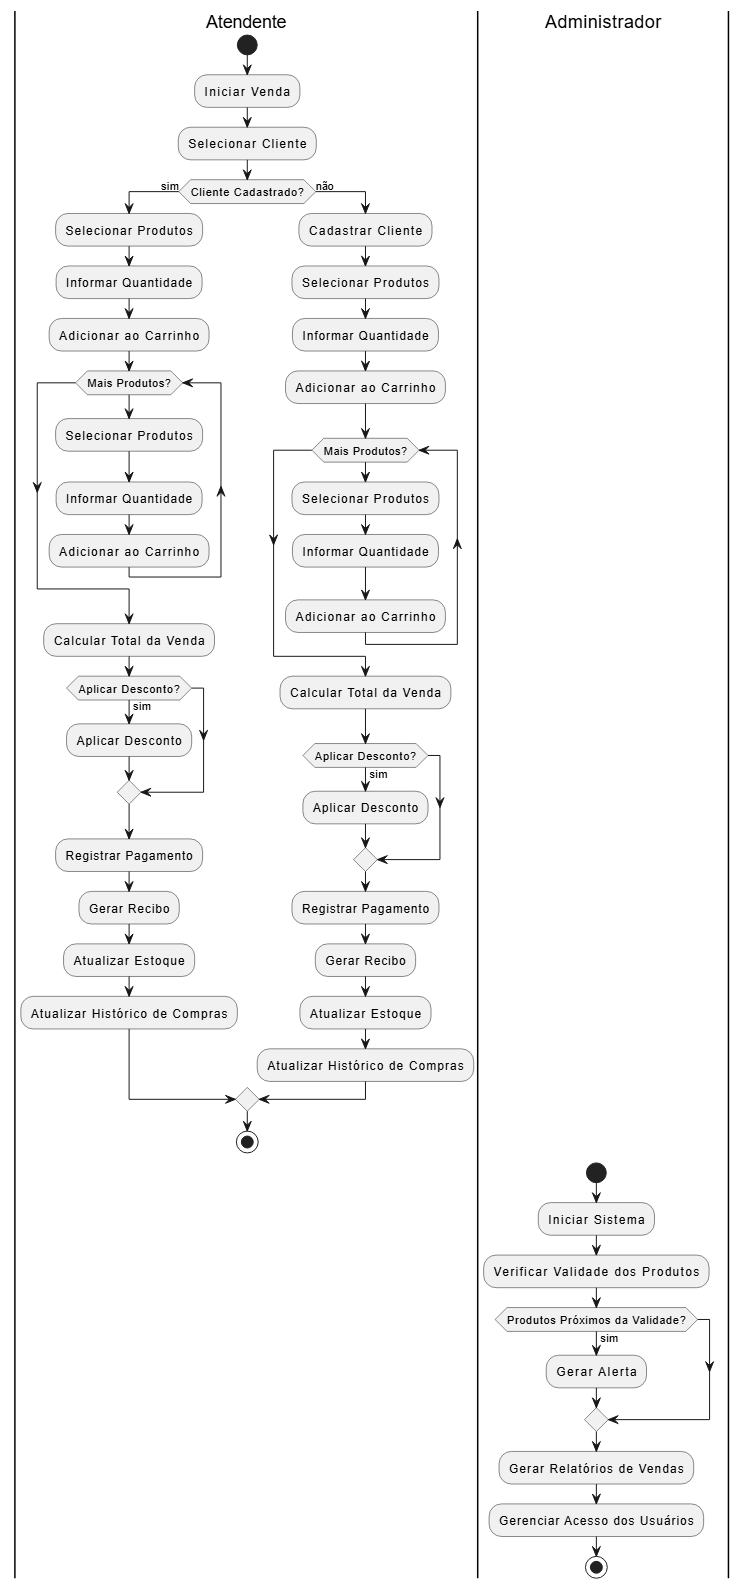 Atendente
Administrador
Iniciar Venda
Selecionar Cliente
sim
Cliente Cadastrado?
não
Selecionar Produtos
Informar Quantidade
Adicionar ao Carrinho
Mais Produtos?
Selecionar Produtos
Informar Quantidade
Adicionar ao Carrinho
Calcular Total da Venda
Aplicar Desconto?
sim
Aplicar Desconto
Registrar Pagamento
Gerar Recibo
Atualizar Estoque
Atualizar Histórico de Compras
Cadastrar Cliente
Selecionar Produtos
Informar Quantidade
Adicionar ao Carrinho
Mais Produtos?
Selecionar Produtos
Informar Quantidade
Adicionar ao Carrinho
Calcular Total da Venda
Aplicar Desconto?
sim
Aplicar Desconto
Registrar Pagamento
Gerar Recibo
Atualizar Estoque
Atualizar Histórico de Compras
Iniciar Sistema
Verificar Validade dos Produtos
Produtos Próximos da Validade?
sim
Gerar Alerta
Gerar Relatórios de Vendas
Gerenciar Acesso dos Usuários